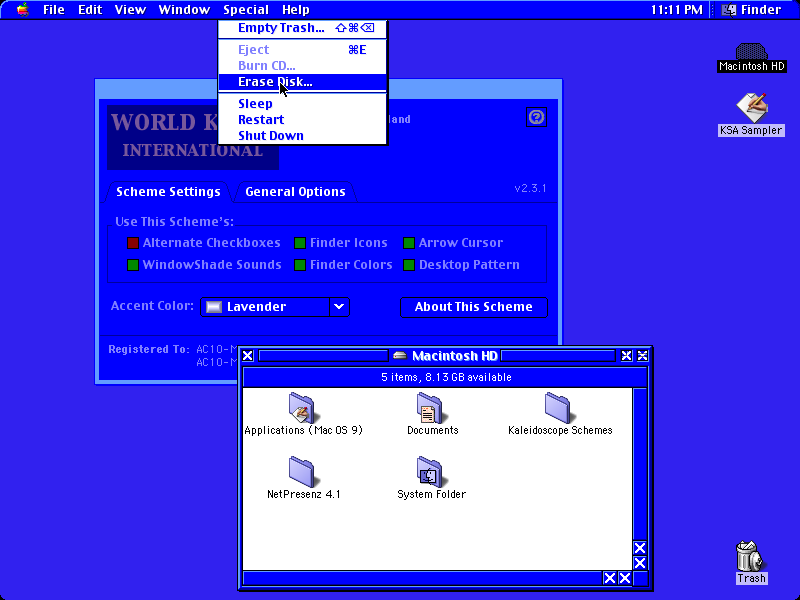 File Edit View Window Special Help 11:11 PM Finder
Empty Trash... ⇧⌘⌫
Eject ⌘E
Burn CD...
Erase Disk...
Sleep
Restart
Shut Down
Macintosh HD
KSA Sampler
WORLD K
INTERNATIONAL
land
?
Scheme Settings General Options
v2.3.1
Use This Scheme's:
Alternate Checkboxes Finder Icons Arrow Cursor
WindowShade Sounds Finder Colors Desktop Pattern
Accent Color: Lavender About This Scheme
Registered To: AC10-M
AC10-M
Macintosh HD
5 items, 8.13 GB available
Applications (Mac OS 9) Documents Kaleidoscope Schemes
NetPresenz 4.1 System Folder
Trash